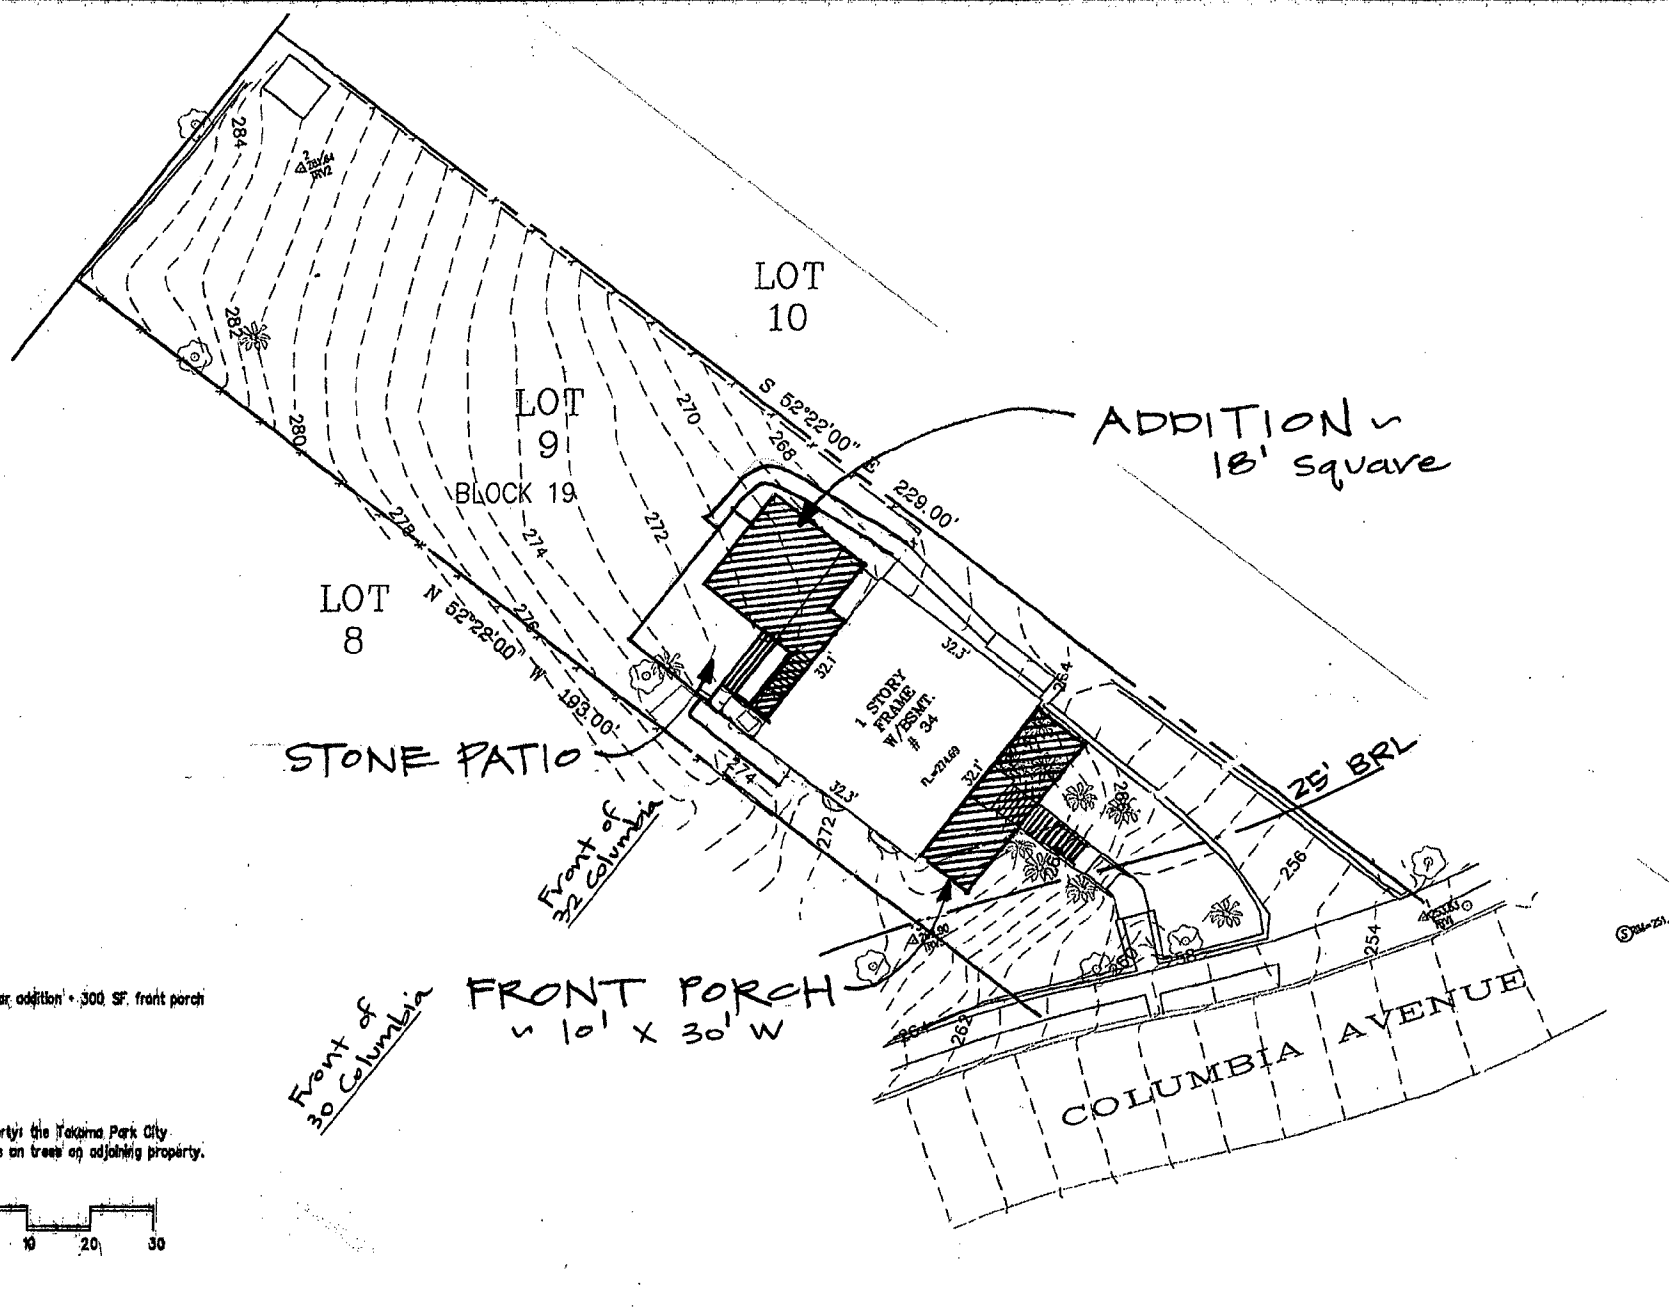 284
LOT
10
282
LOT
9
270
S 52°22'00" E
229.00'
268
ADDITION ~
18' square
280
BLOCK 19
278
274
272
LOT
8
N 52°22'00" W
193.00'
276
32.1'
32.3'
264
1 STORY
FRAME
W/BSMT.
# 34
32.1'
32.3'
STONE PATIO
274
272
25' BRL
Front of
32 Columbia
256
254
258
260
FRONT PORCH
~ 10' X 30' W
264
262
Front of
30 Columbia
COLUMBIA AVENUE
addition + 300 SF front porch
the Takoma Park City
on trees on adjoining property.
10 20 30